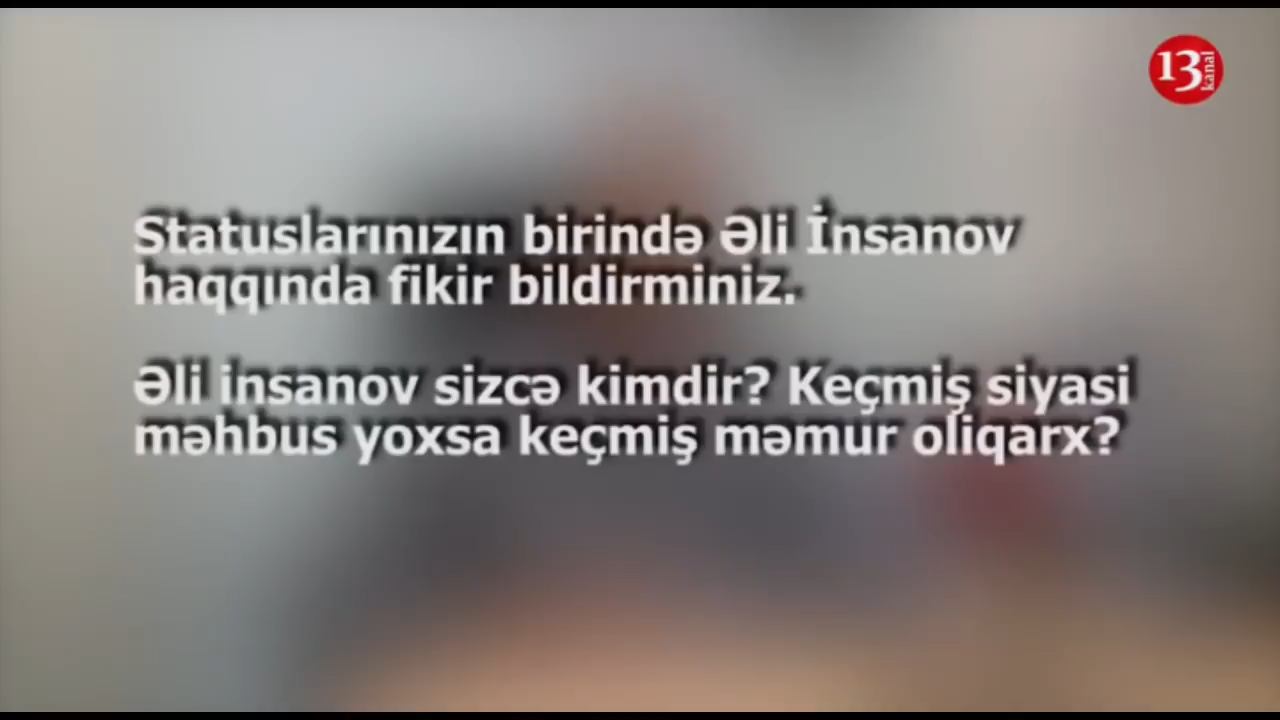 13 kanal
Statuslarınızın birində Əli İnsanov
haqqında fikir bildirminiz.
Əli insanov sizcə kimdir? Keçmiş siyasi
məhbus yoxsa keçmiş məmur oliqarx?